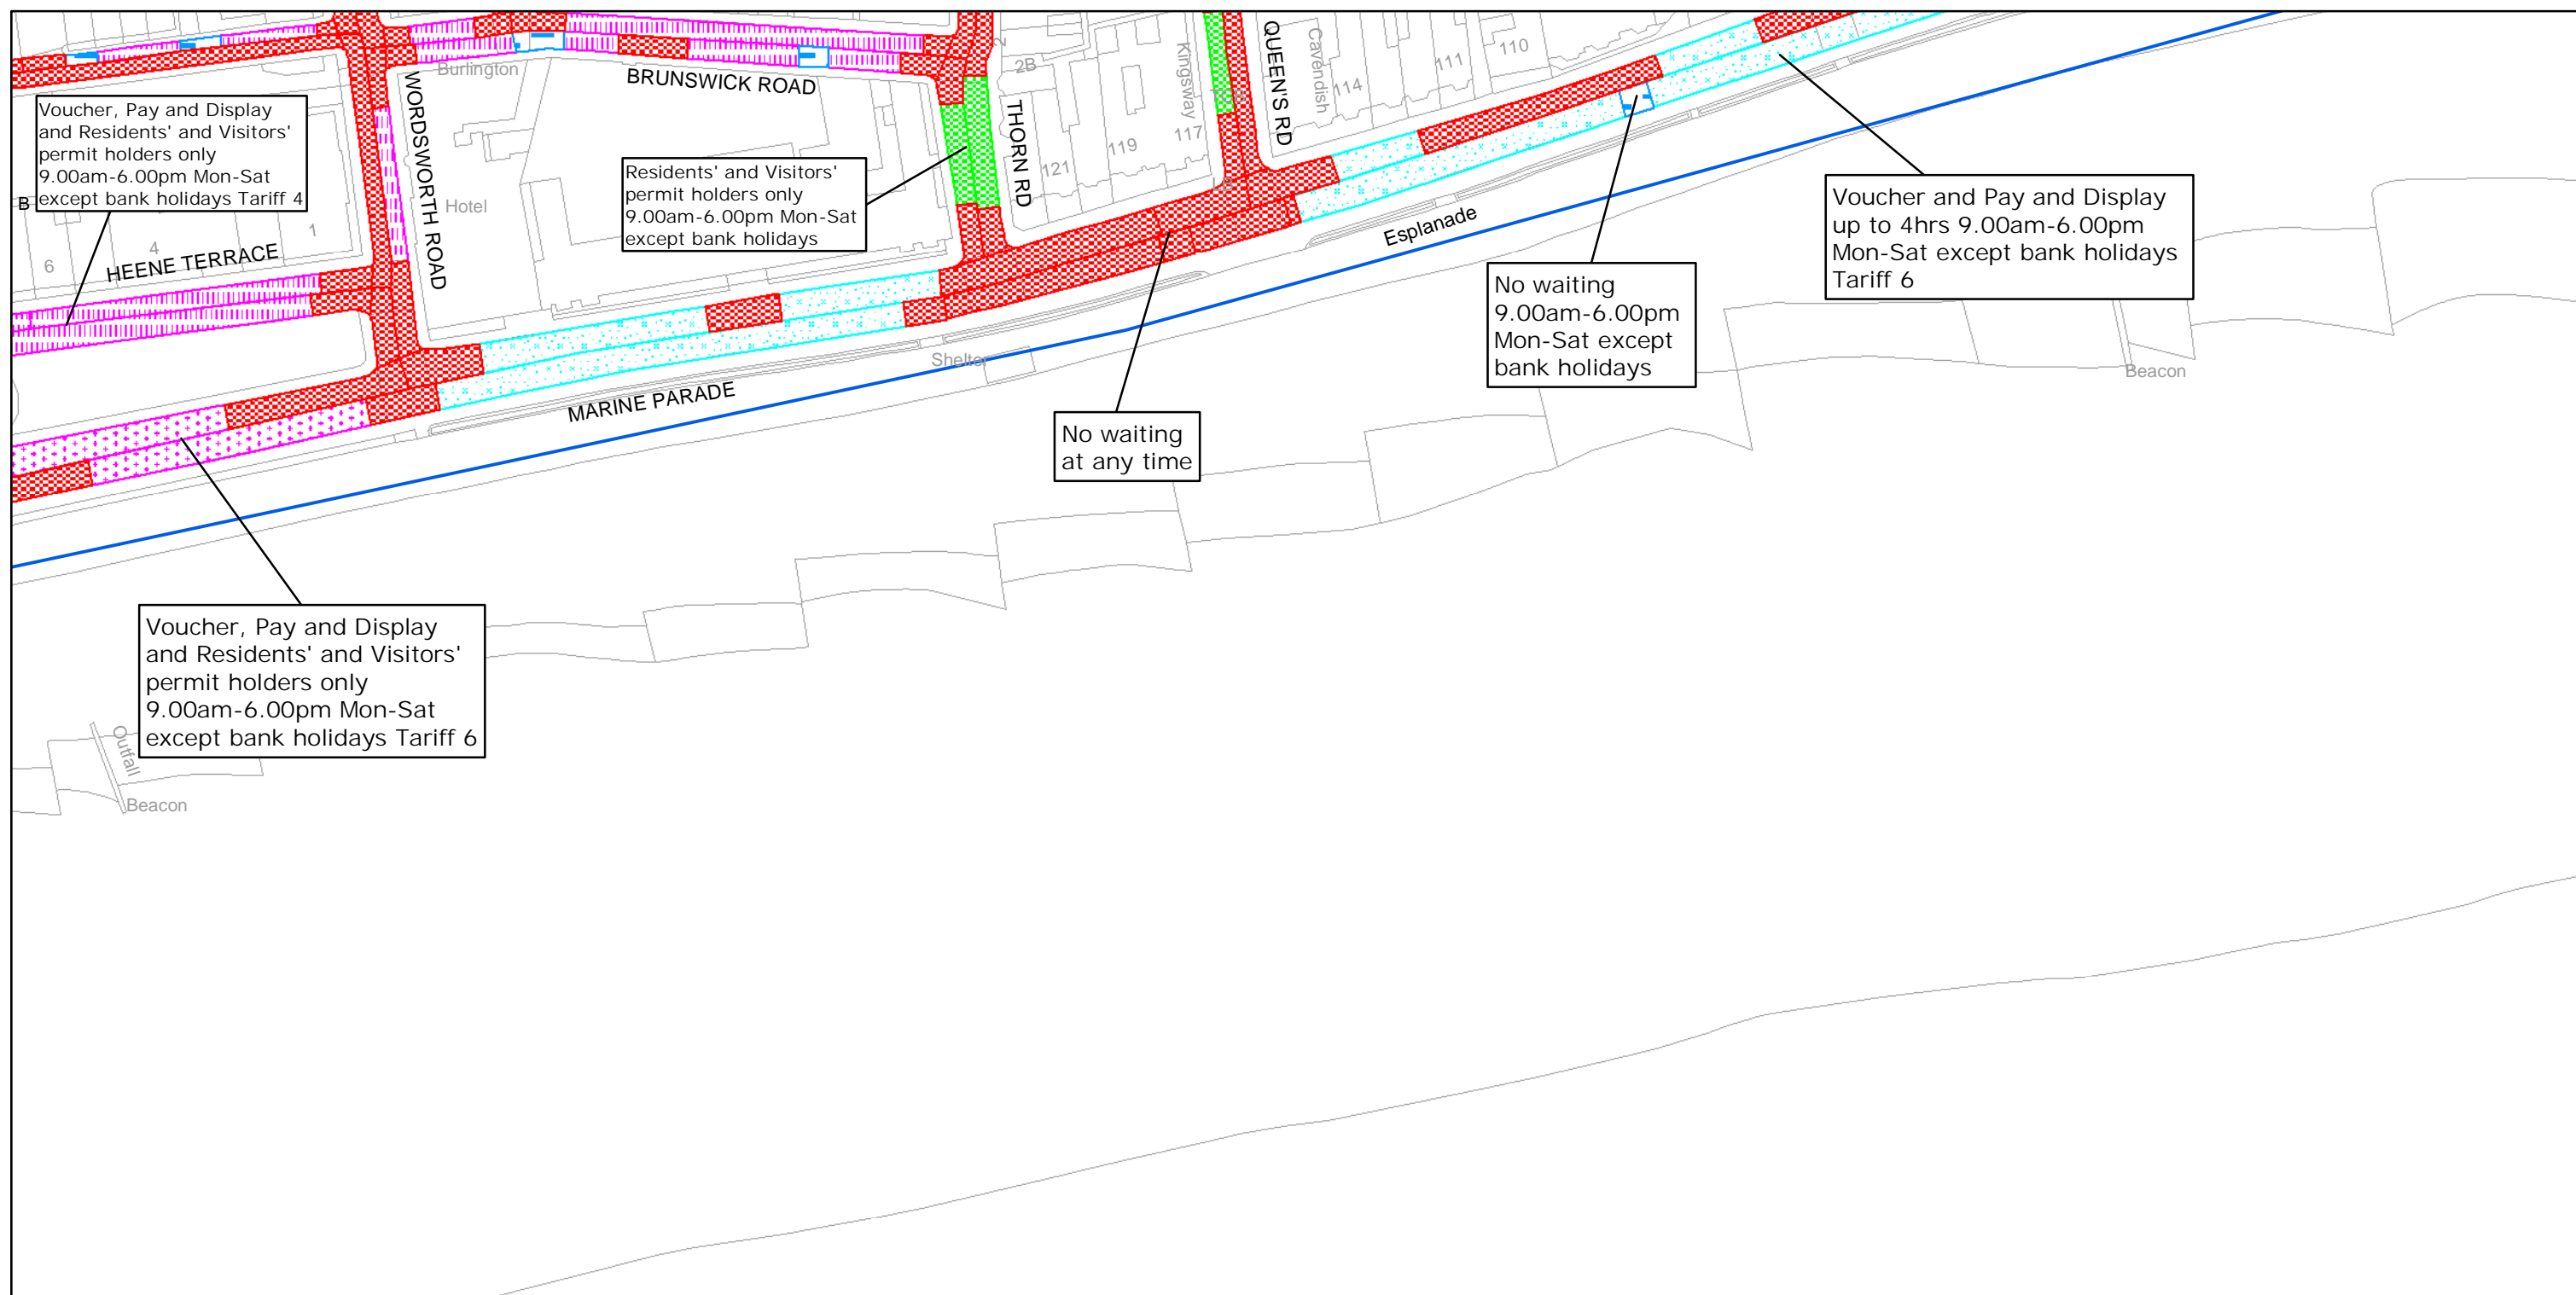 QUEEN'S RD
Cavendish
Kingsway
2
2B
110
111
114
Burlington
BRUNSWICK ROAD
WORDSWORTH ROAD
THORN RD
Voucher, Pay and Display
and Residents' and Visitors'
permit holders only
9.00am-6.00pm Mon-Sat
except bank holidays Tariff 4
Residents' and Visitors'
permit holders only
9.00am-6.00pm Mon-Sat
except bank holidays
121
119
117
B
Hotel
Voucher and Pay and Display
up to 4hrs 9.00am-6.00pm
Mon-Sat except bank holidays
Tariff 6
Esplanade
6
4
1
HEENE TERRACE
No waiting
9.00am-6.00pm
Mon-Sat except
bank holidays
Shelter
Beacon
MARINE PARADE
No waiting
at any time
Voucher, Pay and Display
and Residents' and Visitors'
permit holders only
9.00am-6.00pm Mon-Sat
except bank holidays Tariff 6
Outfall
Beacon